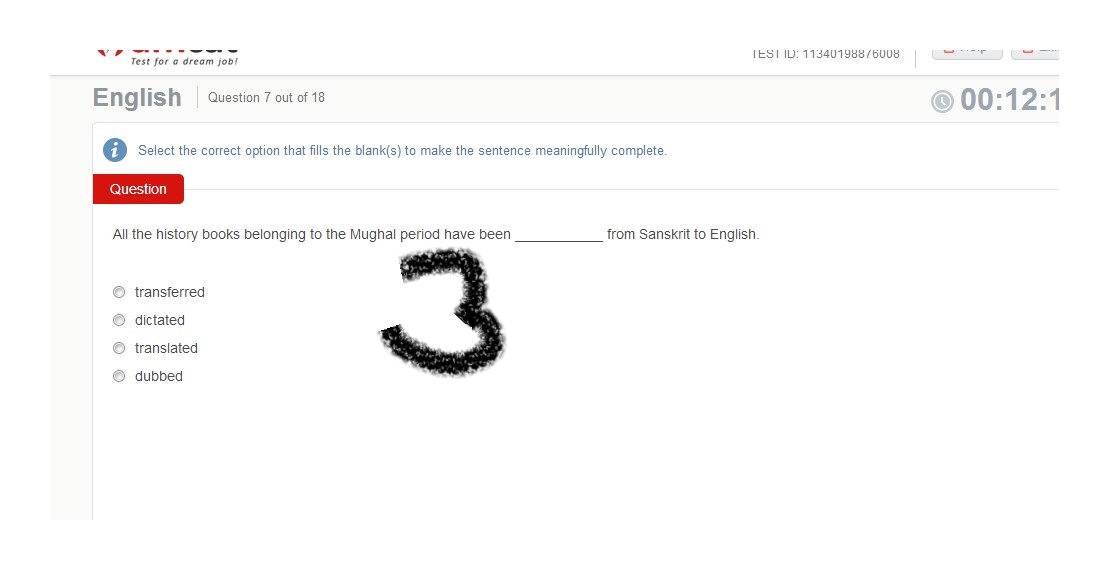 Test for a dream job!
TEST ID: 11340198876008
English
Question 7 out of 18
00:12:1
Select the correct option that fills the blank(s) to make the sentence meaningfully complete.
Question
All the history books belonging to the Mughal period have been ___________ from Sanskrit to English.
3
transferred
dictated
translated
dubbed